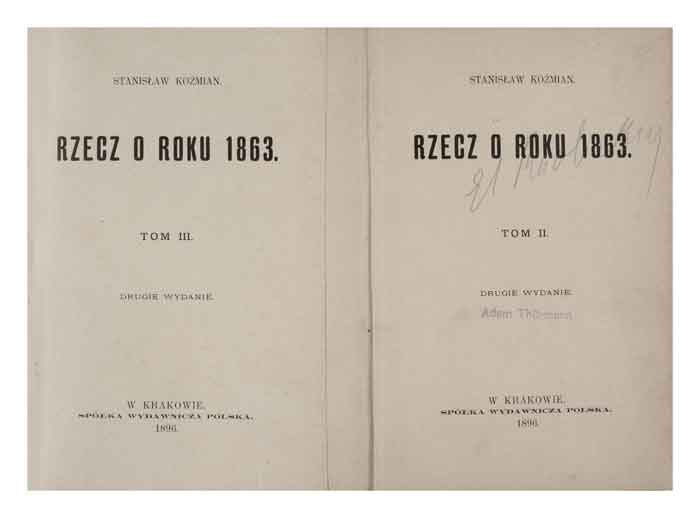 STANISŁAW KOŹMIAN.
RZECZ O ROKU 1863.
TOM III.
DRUGIE WYDANIE.
W KRAKOWIE.
SPÓŁKA WYDAWNICZA POLSKA.
1896.
STANISŁAW KOŹMIAN.
RZECZ O ROKU 1863.
TOM II.
DRUGIE WYDANIE.
Adam
W KRAKOWIE.
SPÓŁKA WYDAWNICZA POLSKA.
1896.